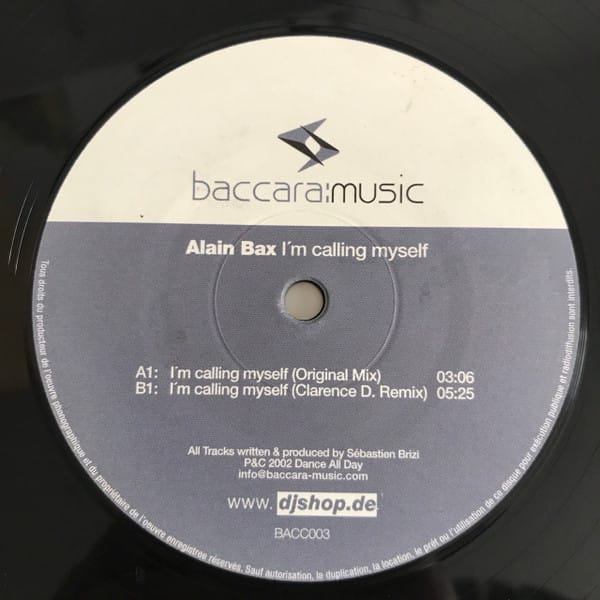 baccara:music
Alain Bax I´m calling myself
A1: I´m calling myself (Original Mix) 03:06
B1: I´m calling myself (Clarence D. Remix) 05:25
All Tracks written & produced by Sébastien Brizi
P&C 2002 Dance All Day
info@baccara-music.com
www.djshop.de
BACC003
Tous droits du producteur de l´oeuvre phonographique et du propriétaire de l´oeuvre enregistree réservés. Sauf autorisation, la duplication, la location, le prêt ou l´utilisation de ce disque pour exécution publique et radiodiffusion sont interdits.